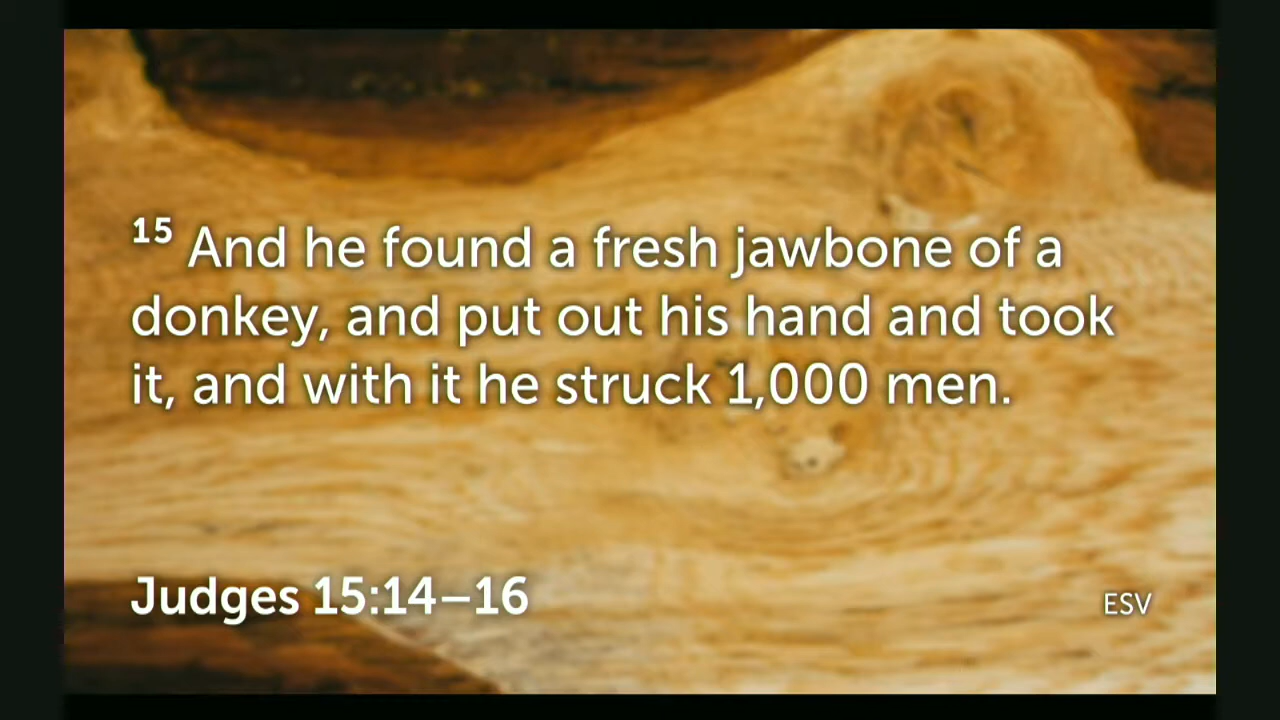 15 And he found a fresh jawbone of a
donkey, and put out his hand and took
it, and with it he struck 1,000 men.
Judges 15:14–16
ESV